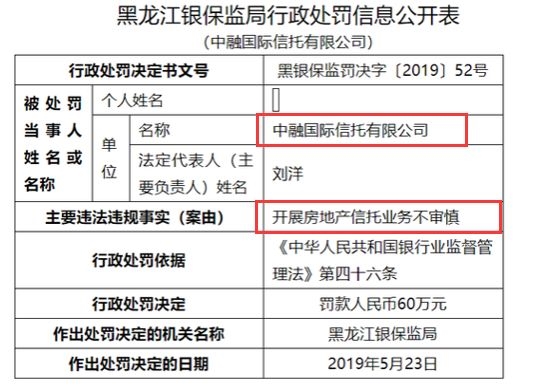 黑龙江银保监局行政处罚信息公开表
（中融国际信托有限公司）
行政处罚决定书文号
黑银保监罚决字〔2019〕52号
被处罚
当事人
姓名或
名称
个人姓名
单
位
名称
中融国际信托有限公司
法定代表人（主
要负责人）姓名
刘洋
主要违法违规事实（案由）
开展房地产信托业务不审慎
行政处罚依据
《中华人民共和国银行业监督管
理法》第四十六条
行政处罚决定
罚款人民币60万元
作出处罚决定的机关名称
黑龙江银保监局
作出处罚决定的日期
2019年5月23日